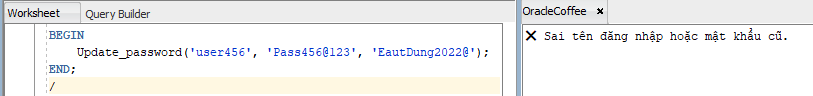 Worksheet Query Builder
BEGIN
Update_password('user456', 'Pass456@123', 'EautDung2022@');
END;
/
OracleCoffee ×
❌ Sai tên đăng nhập hoặc mật khẩu cũ.